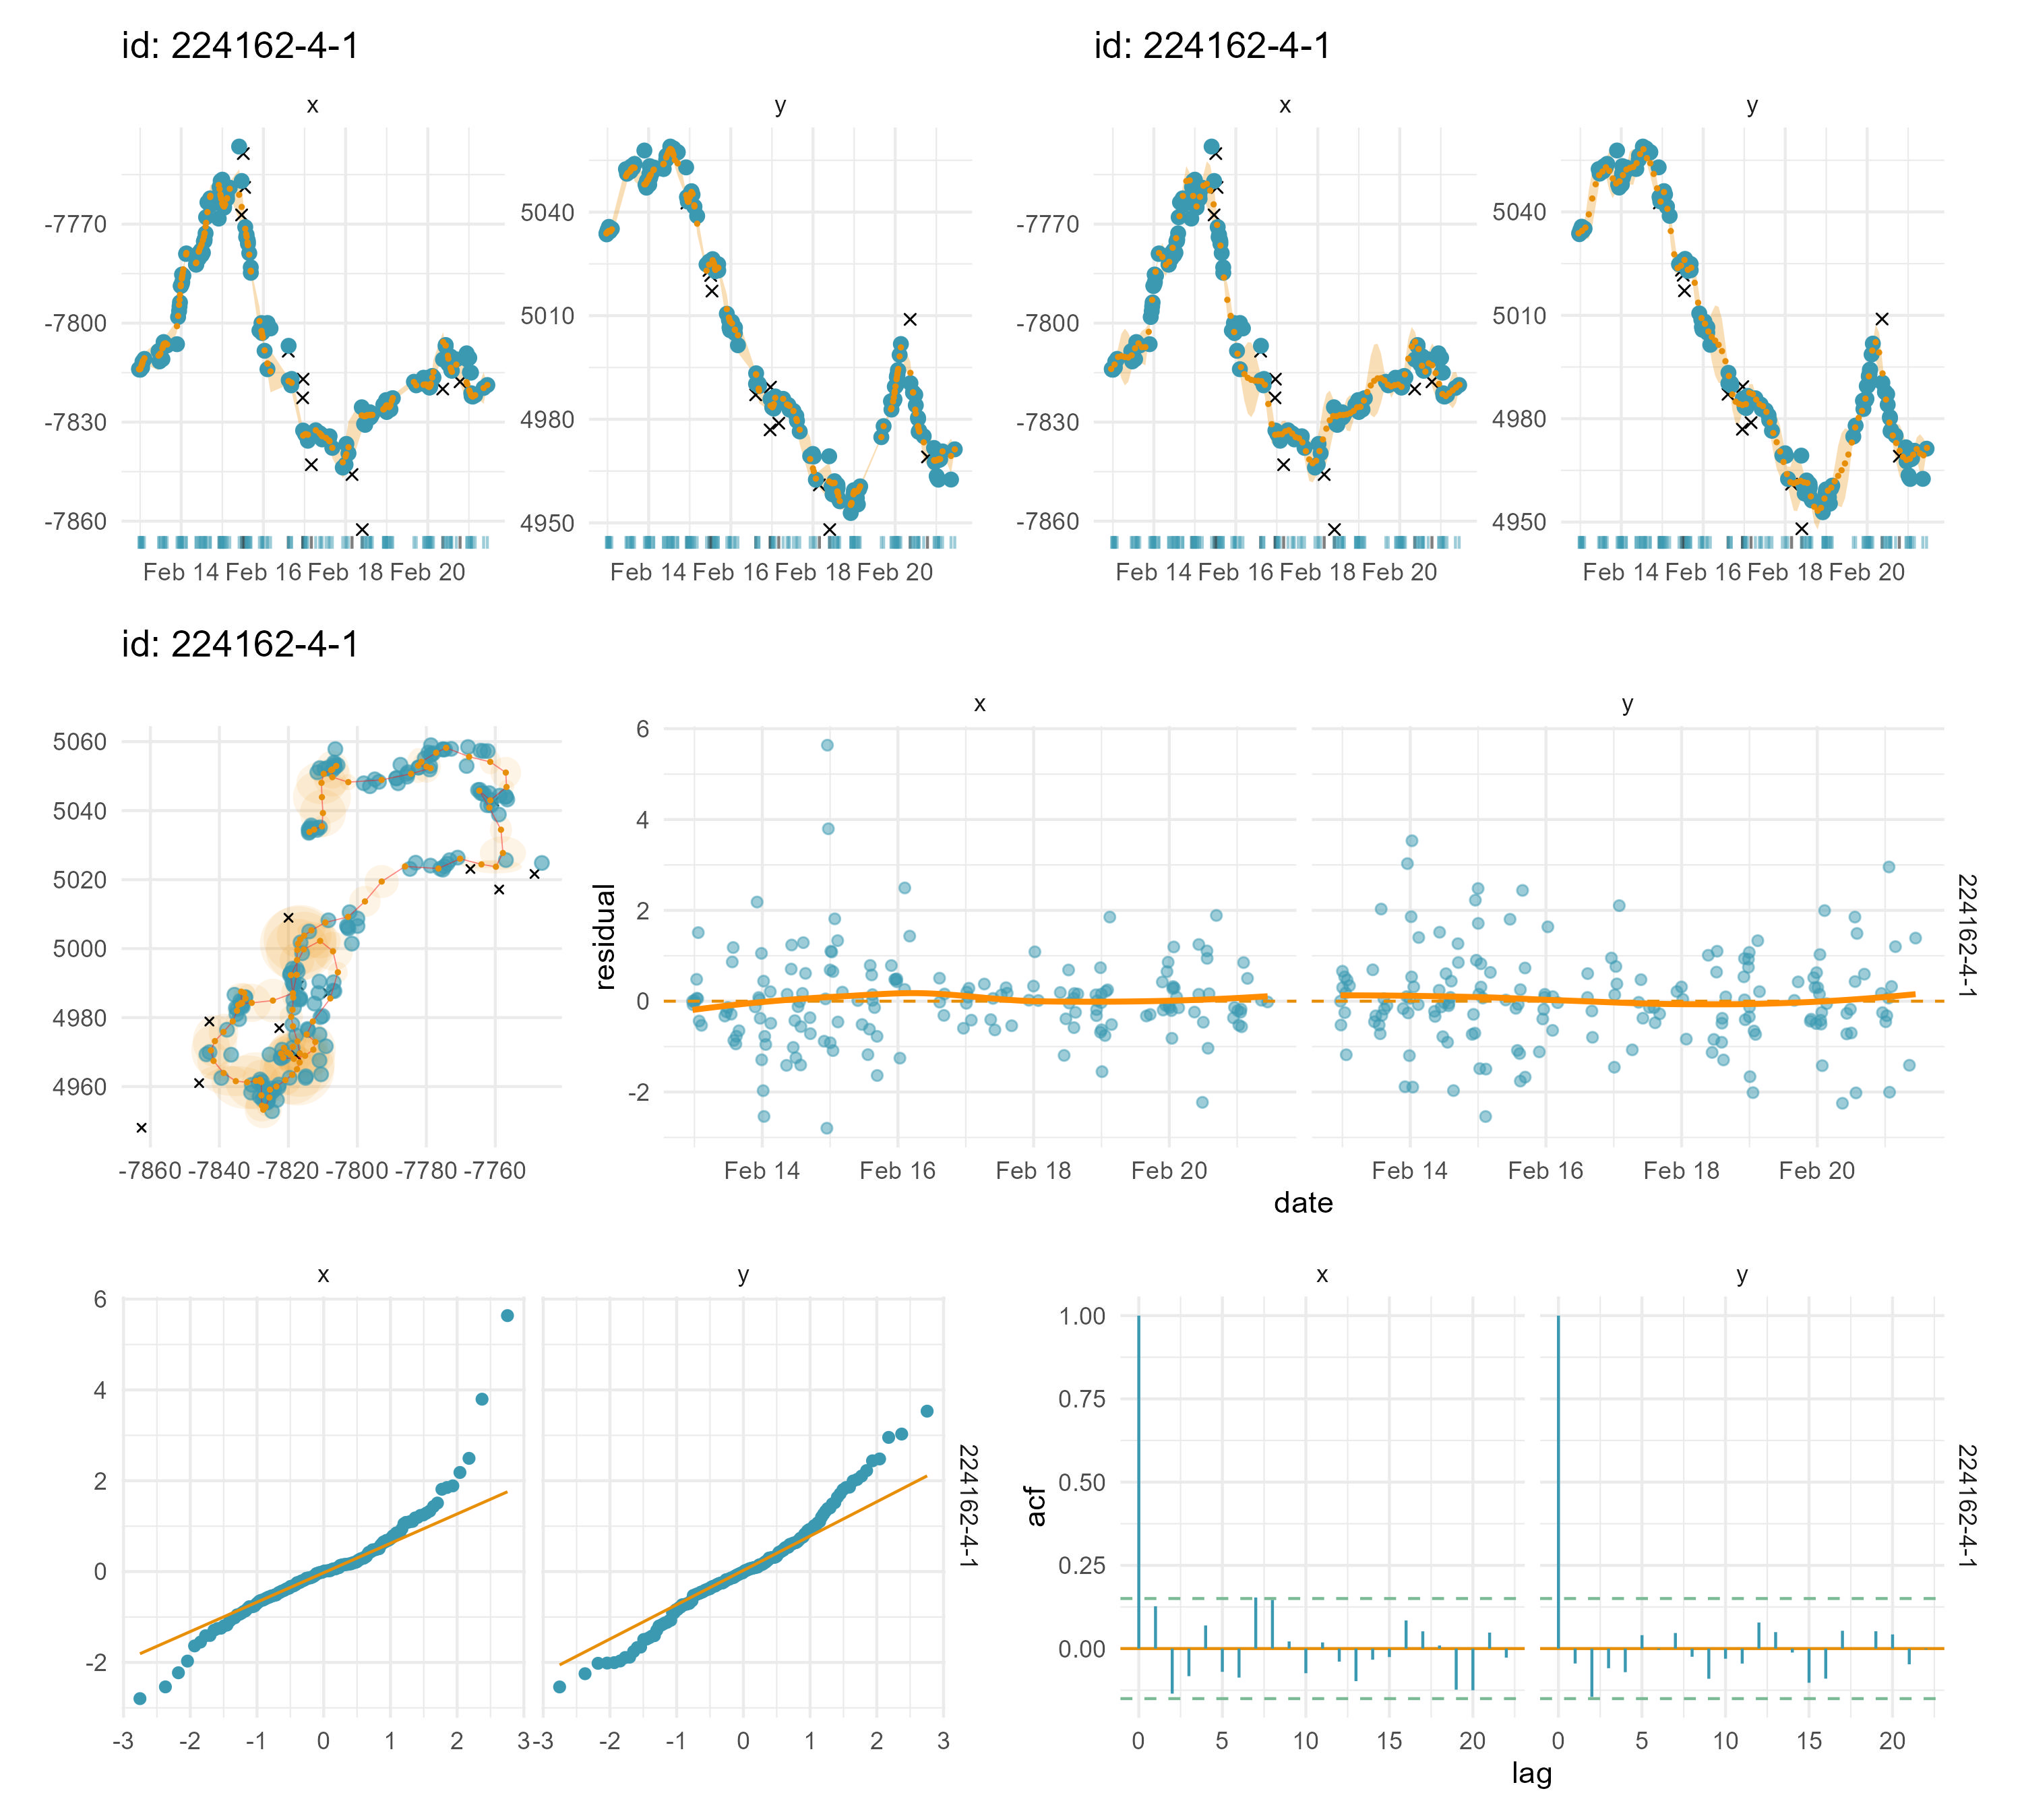 id: 224162-4-1
id: 224162-4-1
x
y
x
y
-7770
-7800
-7830
-7860
5040
5010
4980
4950
-7770
-7800
-7830
-7860
5040
5010
4980
4950
Feb 14 Feb 16 Feb 18 Feb 20
Feb 14 Feb 16 Feb 18 Feb 20
Feb 14 Feb 16 Feb 18 Feb 20
Feb 14 Feb 16 Feb 18 Feb 20
id: 224162-4-1
5060
5040
5020
5000
4980
4960
-7860 -7840 -7820 -7800 -7780 -7760
x
y
residual
6
4
2
0
-2
224162-4-1
Feb 14 Feb 16 Feb 18 Feb 20
Feb 14 Feb 16 Feb 18 Feb 20
date
x
y
6
4
2
0
-2
224162-4-1
-3 -2 -1 0 1 2 3
-3 -2 -1 0 1 2 3
x
y
acf
1.00
0.75
0.50
0.25
0.00
224162-4-1
0 5 10 15 20
0 5 10 15 20
lag